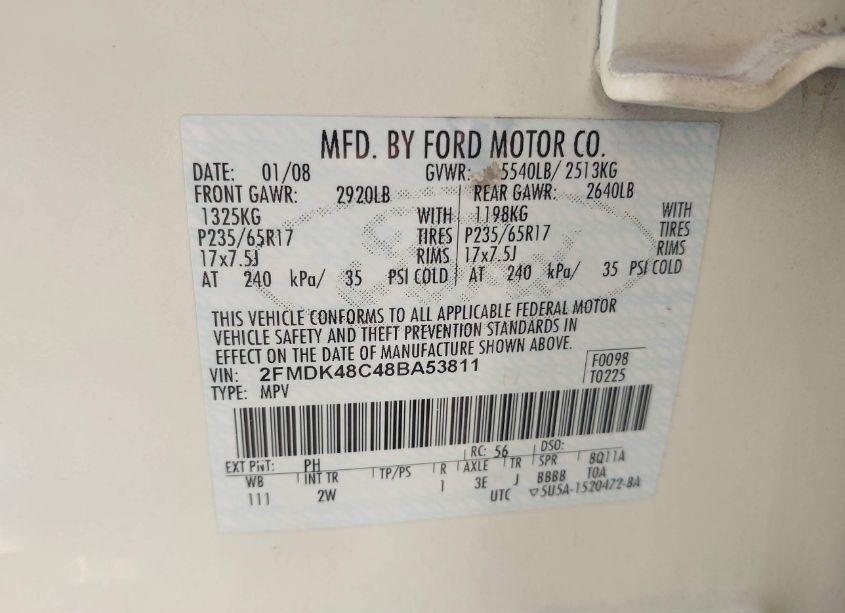 MFD. BY FORD MOTOR CO.
DATE: 01/08 GVWR: 5540LB/ 2513KG
FRONT GAWR: 2920LB REAR GAWR: 2640LB
1325KG WITH 1198KG WITH
P235/65R17 TIRES P235/65R17 TIRES
17x7.5J RIMS 17x7.5J RIMS
AT 240 kPa/ 35 PSI COLD AT 240 kPa/ 35 PSI COLD
THIS VEHICLE CONFORMS TO ALL APPLICABLE FEDERAL MOTOR
VEHICLE SAFETY AND THEFT PREVENTION STANDARDS IN
EFFECT ON THE DATE OF MANUFACTURE SHOWN ABOVE.
VIN: 2FMDK48C48BA53811 F0098
TYPE: MPV T0225
RC: 56 DSO:
EXT PNT: PH 8Q11A
WB INT TR TP/PS R AXLE TR SPR T0A
111 2W 1 3E J BBBB
UTC ▽5U5A-1520472-BA